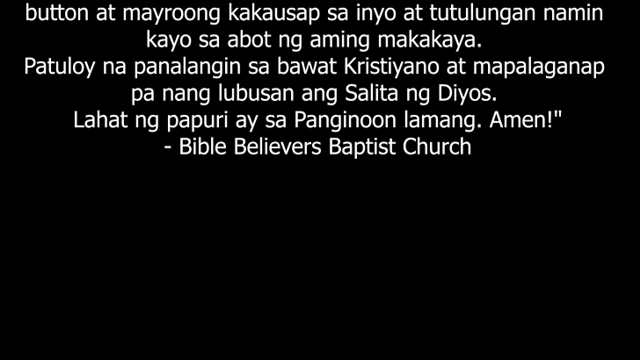 button at mayroong kakausap sa inyo at tutulungan namin
kayo sa abot ng aming makakaya.
Patuloy na panalangin sa bawat Kristiyano at mapalaganap
pa nang lubusan ang Salita ng Diyos.
Lahat ng papuri ay sa Panginoon lamang. Amen!"
- Bible Believers Baptist Church